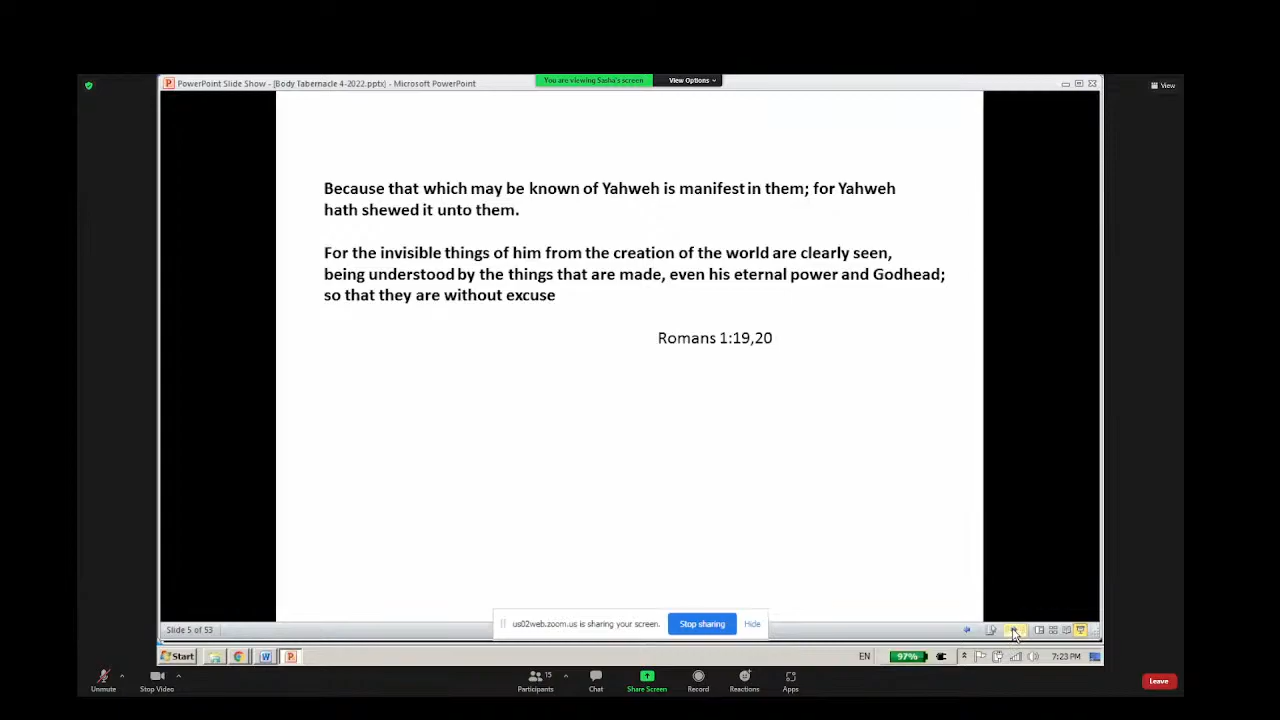 PowerPoint Slide Show - [Body Tabernacle 4-2022.pptx] - Microsoft PowerPoint
You are viewing Sasha's screen
View Options
View
Because that which may be known of Yahweh is manifest in them; for Yahweh
hath shewed it unto them.
For the invisible things of him from the creation of the world are clearly seen,
being understood by the things that are made, even his eternal power and Godhead;
so that they are without excuse
Romans 1:19,20
us02web.zoom.us is sharing your screen.
Stop sharing
Hide
Slide 5 of 53
Start
EN
97%
7:23 PM
Unmute
Stop Video
Participants
15
Chat
Share Screen
Record
Reactions
Apps
Leave